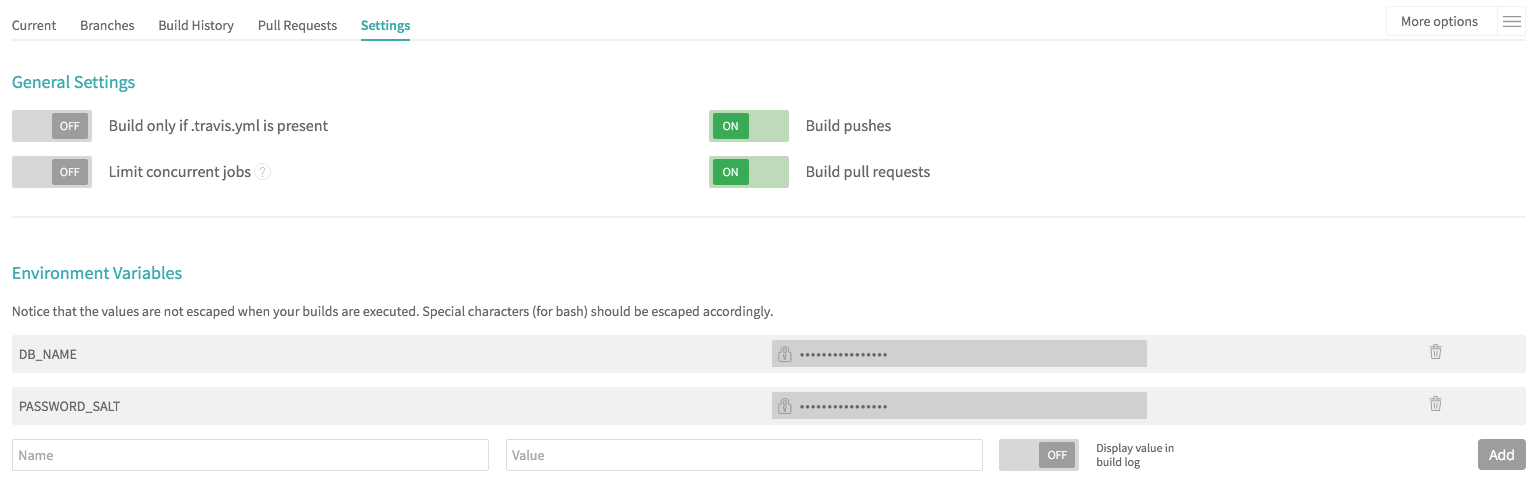 Current Branches Build History Pull Requests Settings More options
General Settings
OFF Build only if .travis.yml is present ON Build pushes
OFF Limit concurrent jobs ? ON Build pull requests
Environment Variables
Notice that the values are not escaped when your builds are executed. Special characters (for bash) should be escaped accordingly.
DB_NAME ••••••••••••••••
PASSWORD_SALT ••••••••••••••••
Name Value OFF Display value in
build log Add